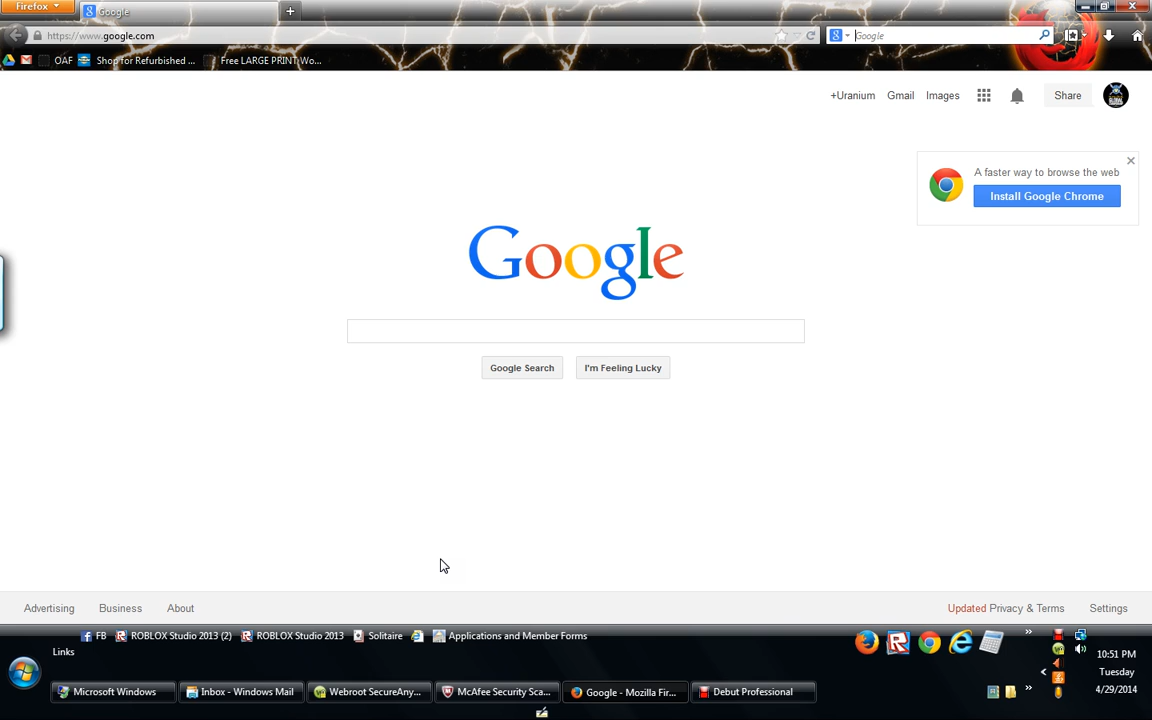 Firefox
Google
https://www.google.com
Google
OAF Shop for Refurbished ... Free LARGE PRINT Wo...
+Uranium Gmail Images Share
A faster way to browse the web
Install Google Chrome
Google
Google Search I'm Feeling Lucky
Advertising Business About Updated Privacy & Terms Settings
FB ROBLOX Studio 2013 (2) ROBLOX Studio 2013 Solitaire Applications and Member Forms
Links
10:51 PM
Tuesday
4/29/2014
Microsoft Windows Inbox - Windows Mail Webroot SecureAny... McAfee Security Sca... Google - Mozilla Fir... Debut Professional